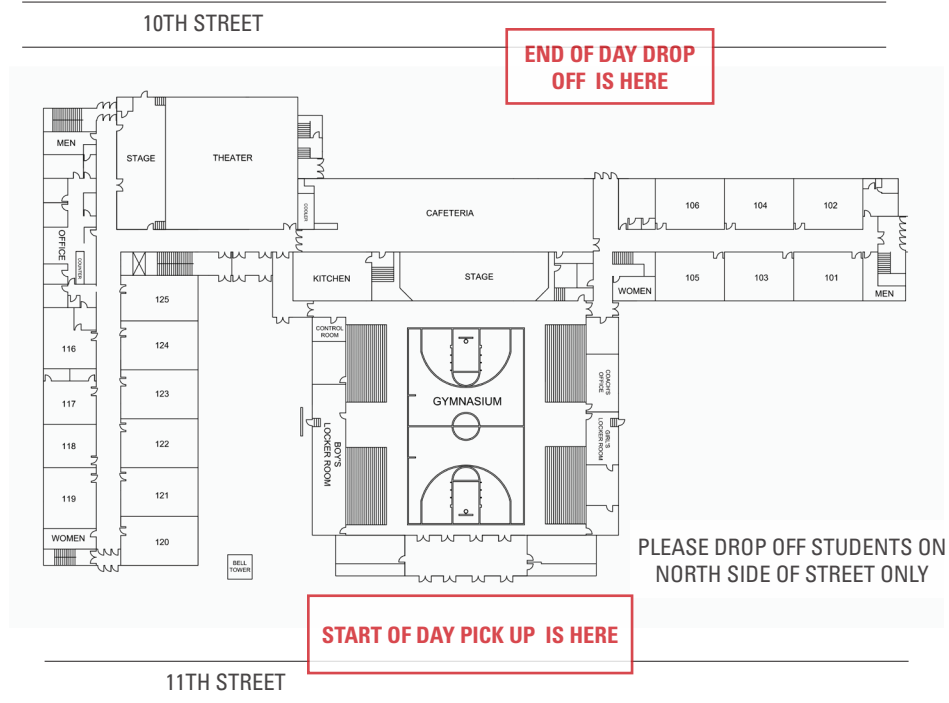 10TH STREET
END OF DAY DROP
OFF IS HERE
MEN
STAGE
THEATER
COOLER
CAFETERIA
106
104
102
OFFICE
COUNTER
KITCHEN
STAGE
WOMEN
105
103
101
MEN
125
124
123
122
121
120
116
117
118
119
WOMEN
CONTROL
ROOM
BOY'S
LOCKER ROOM
GYMNASIUM
COACH'S
OFFICE
GIRL'S
LOCKER ROOM
BELL
TOWER
PLEASE DROP OFF STUDENTS ON
NORTH SIDE OF STREET ONLY
START OF DAY PICK UP IS HERE
11TH STREET